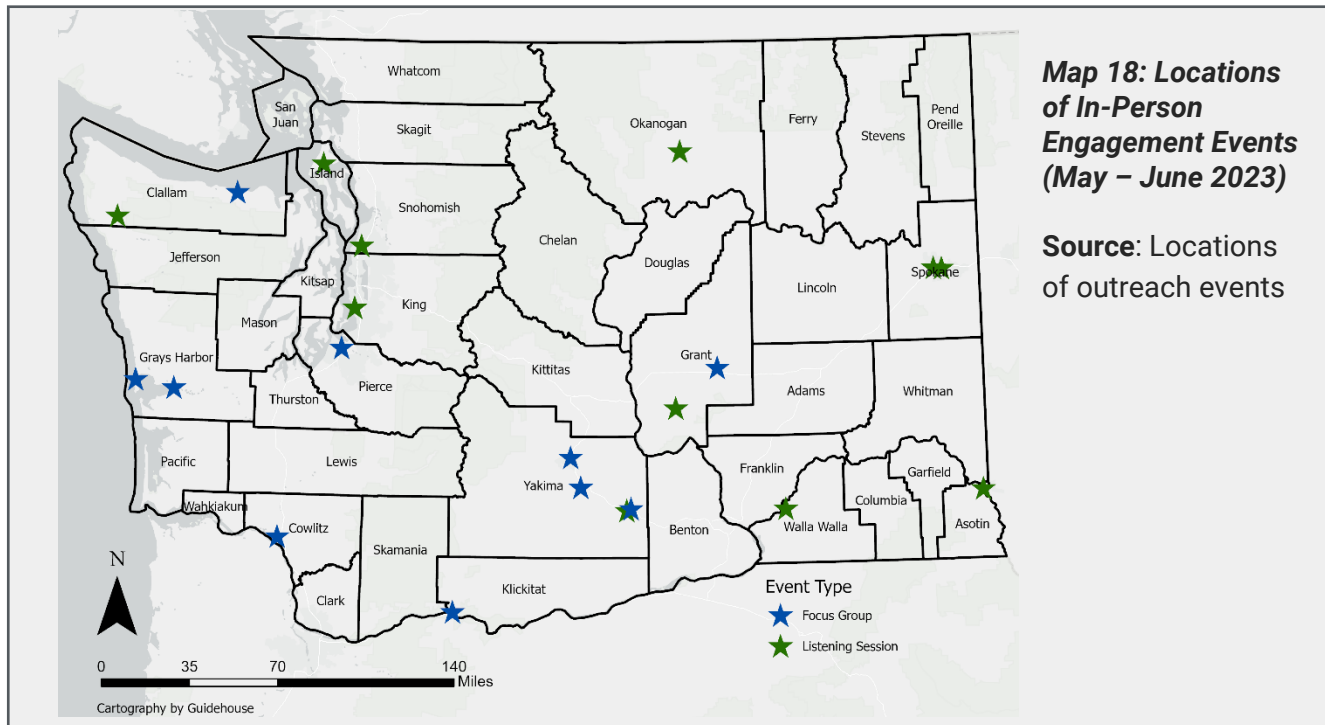 Whatcom
San
Juan
Skagit
Okanogan
Ferry
Stevens
Pend
Oreille
Island
Clallam
Snohomish
Chelan
Jefferson
Douglas
Spokane
Kitsap
King
Lincoln
Mason
Grays Harbor
Grant
Kittitas
Pierce
Adams
Whitman
Thurston
Pacific
Lewis
Franklin
Garfield
Yakima
Columbia
Wahkiakum
Cowlitz
Walla Walla
Asotin
Benton
Skamania
Klickitat
Clark
N
Event Type
Focus Group
Listening Session
0 35 70 140
Miles
Cartography by Guidehouse
Map 18: Locations
of In-Person
Engagement Events
(May – June 2023)
Source: Locations
of outreach events